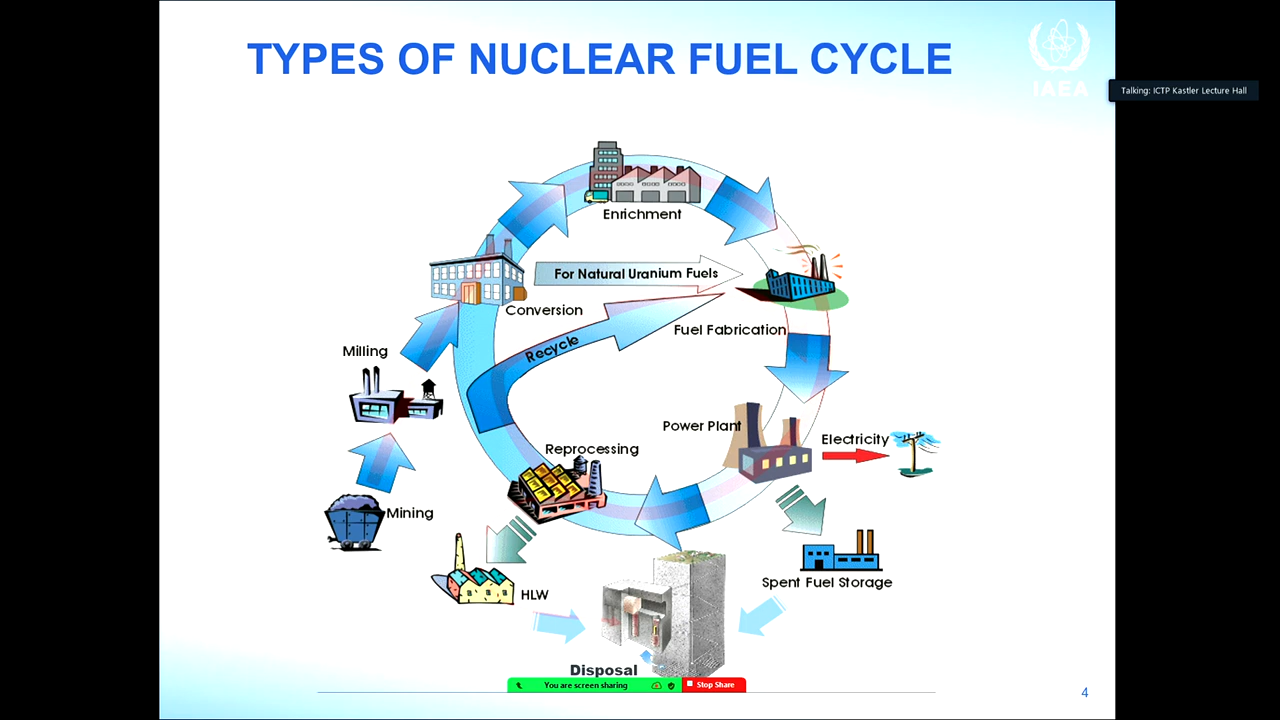 TYPES OF NUCLEAR FUEL CYCLE
IAEA
Talking: ICTP Kastler Lecture Hall
Enrichment
For Natural Uranium Fuels
Conversion
Fuel Fabrication
Recycle
Milling
Power Plant
Electricity
Reprocessing
Mining
Spent Fuel Storage
HLW
Disposal
You are screen sharing
Stop Share
4